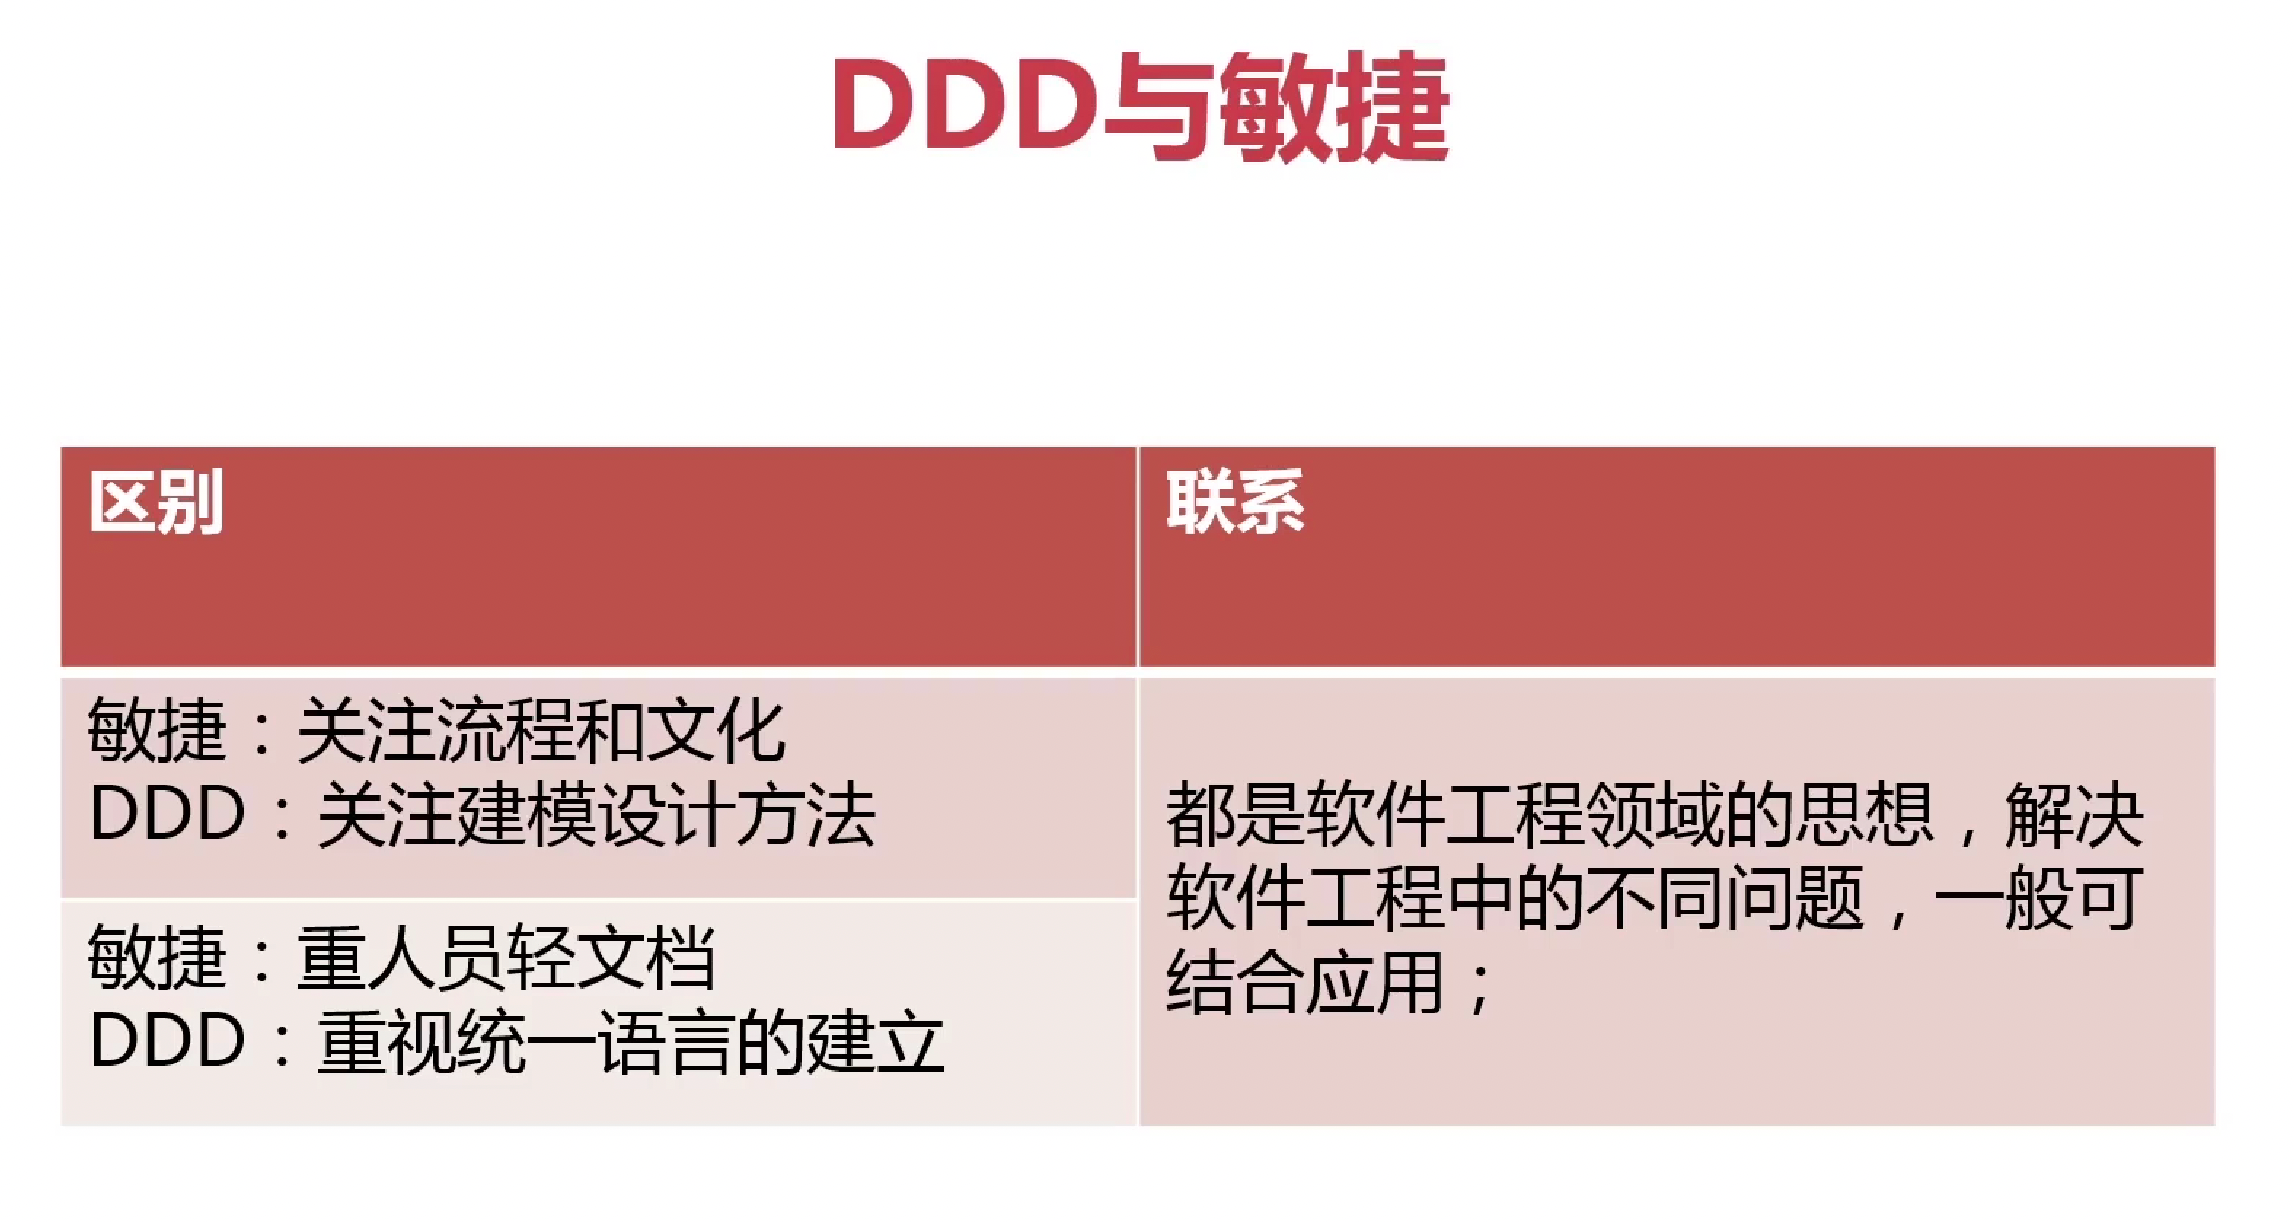 DDD与敏捷
区别
联系
敏捷：关注流程和文化
DDD：关注建模设计方法
敏捷：重人员轻文档
DDD：重视统一语言的建立
都是软件工程领域的思想，解决
软件工程中的不同问题，一般可
结合应用；